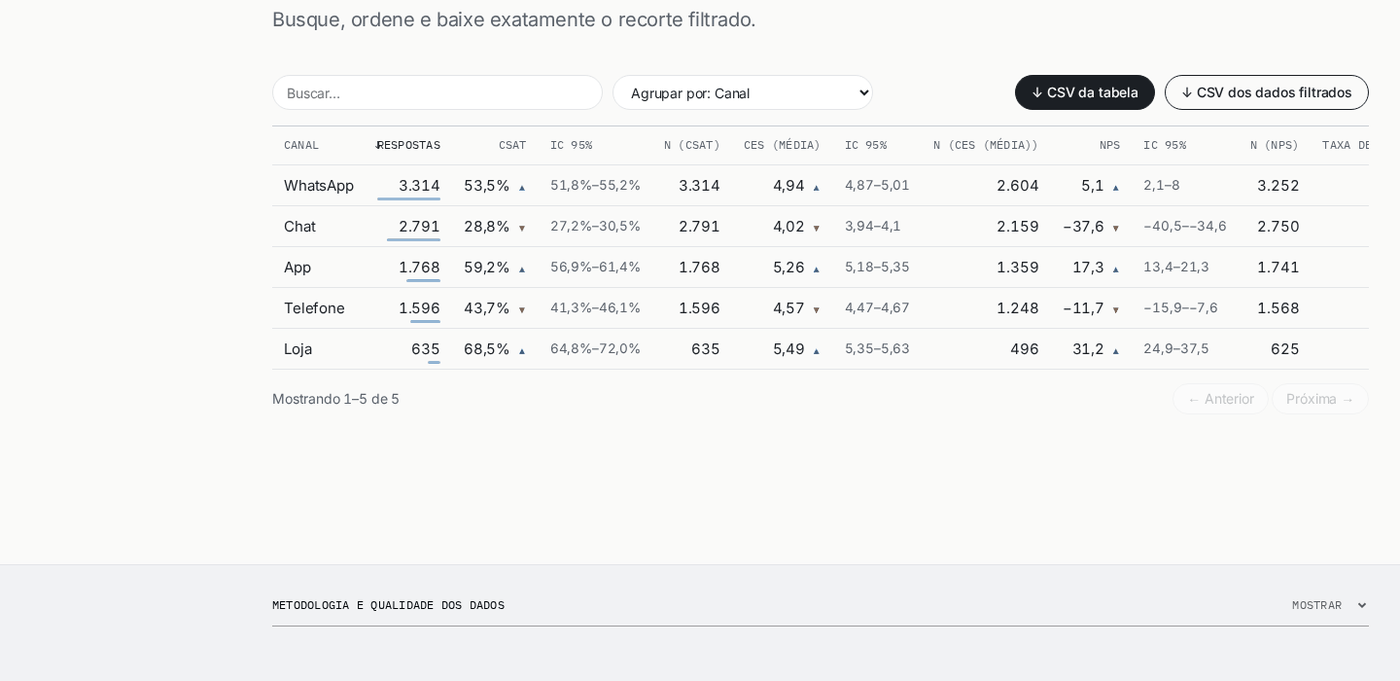 Busque, ordene e baixe exatamente o recorte filtrado.
Buscar... Agrupar por: Canal ↓ CSV da tabela ↓ CSV dos dados filtrados
CANAL RESPOSTAS CSAT IC 95% N (CSAT) CES (MÉDIA) IC 95% N (CES (MÉDIA)) NPS IC 95% N (NPS) TAXA DE
WhatsApp 3.314 53,5% ▲ 51,8%–55,2% 3.314 4,94 ▲ 4,87–5,01 2.604 5,1 ▲ 2,1–8 3.252
Chat 2.791 28,8% ▼ 27,2%–30,5% 2.791 4,02 ▼ 3,94–4,1 2.159 −37,6 ▼ −40,5–−34,6 2.750
App 1.768 59,2% ▲ 56,9%–61,4% 1.768 5,26 ▲ 5,18–5,35 1.359 17,3 ▲ 13,4–21,3 1.741
Telefone 1.596 43,7% ▼ 41,3%–46,1% 1.596 4,57 ▼ 4,47–4,67 1.248 −11,7 ▼ −15,9–−7,6 1.568
Loja 635 68,5% ▲ 64,8%–72,0% 635 5,49 ▲ 5,35–5,63 496 31,2 ▲ 24,9–37,5 625
Mostrando 1–5 de 5 ← Anterior Próxima →
METODOLOGIA E QUALIDADE DOS DADOS MOSTRAR